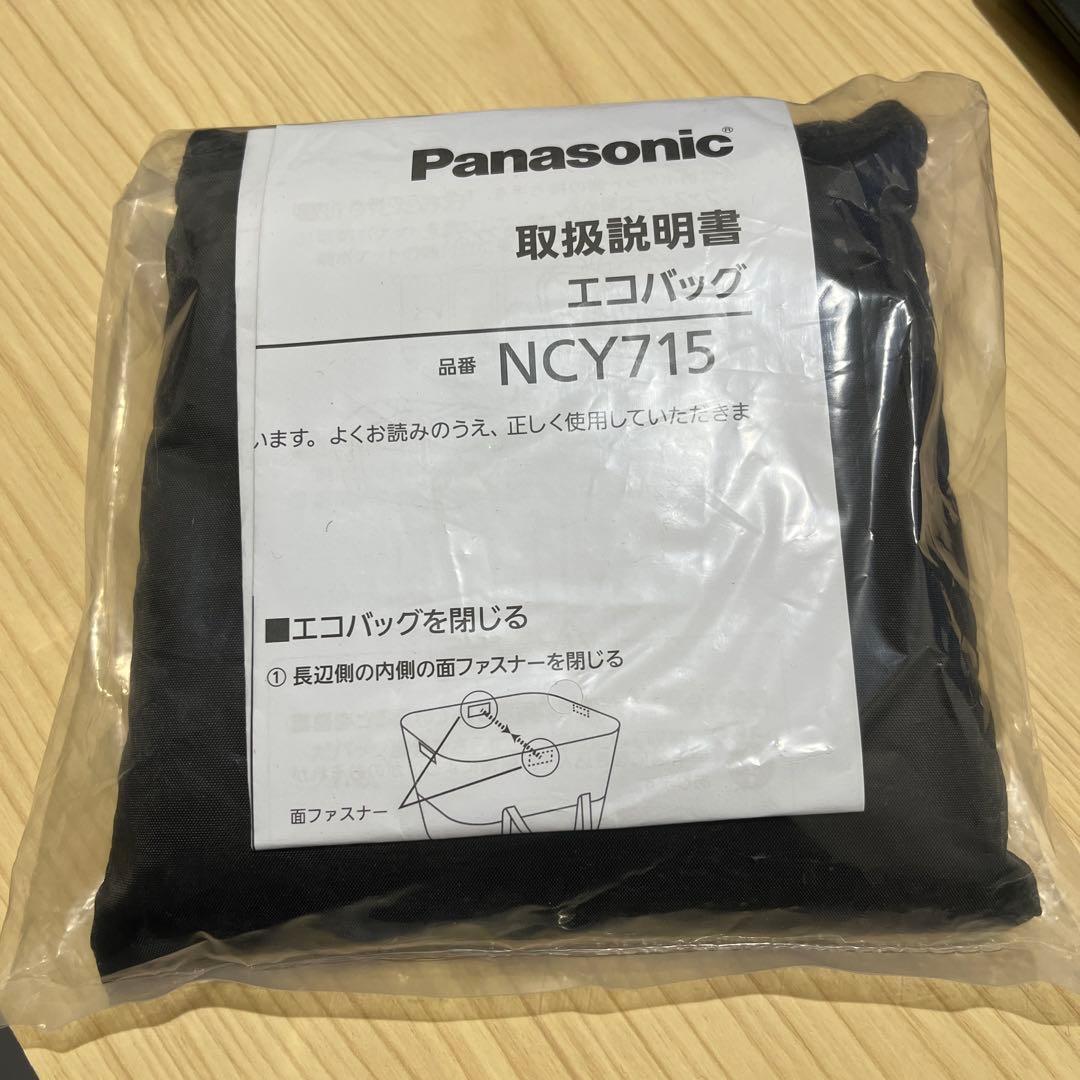 Panasonic®
取扱説明書
エコバッグ
品番 NCY715
います。よくお読みのうえ、正しく使用していただきま
■エコバッグを閉じる
① 長辺側の内側の面ファスナーを閉じる
面ファスナー